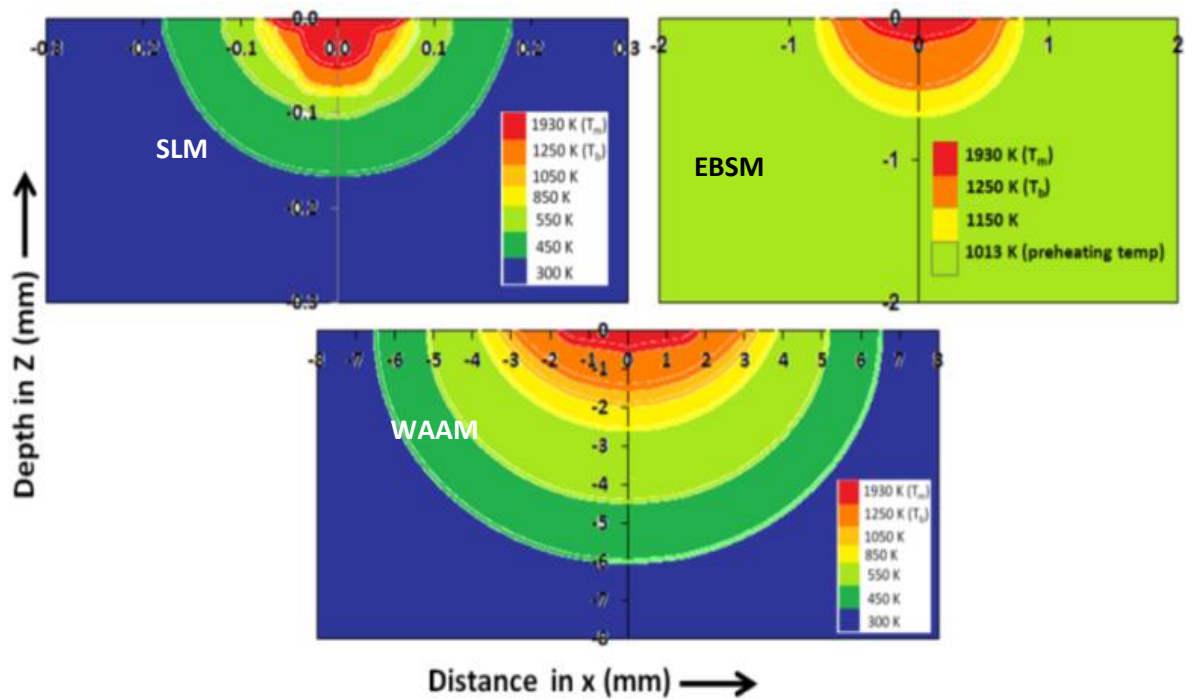 0.0
-0.3 -0.2 -0.1 0.0 0.1 0.2 0.3
-0.1
-0.2
-0.3
SLM
1930 K (Tm)
1250 K (Tb)
1050 K
850 K
550 K
450 K
300 K
0
-2 -1 0 1 2
-1
-2
EBSM
1930 K (Tm)
1250 K (Tb)
1150 K
1013 K (preheating temp)
Depth in Z (mm)
0
-8 -7 -6 -5 -4 -3 -2 -1 0 1 2 3 4 5 6 7 8
-1
-2
-3
-4
-5
-6
-7
-8
WAAM
1930 K (Tm)
1250 K (Tb)
1050 K
850 K
550 K
450 K
300 K
Distance in x (mm)